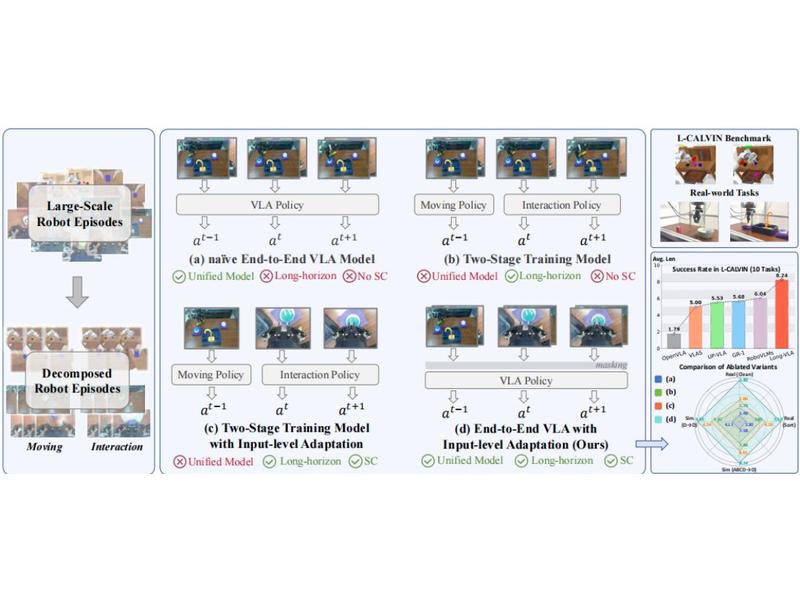 Large-Scale
Robot Episodes
Decomposed
Robot Episodes
Moving Interaction
VLA Policy
a^{t-1} a^{t} a^{t+1}
(a) naïve End-to-End VLA Model
Unified Model Long-horizon No SC
Moving Policy Interaction Policy
a^{t-1} a^{t} a^{t+1}
(b) Two-Stage Training Model
Unified Model Long-horizon No SC
Moving Policy Interaction Policy
a^{t-1} a^{t} a^{t+1}
(c) Two-Stage Training Model
with Input-level Adaptation
Unified Model Long-horizon SC
masking
VLA Policy
a^{t-1} a^{t} a^{t+1}
(d) End-to-End VLA with
Input-level Adaptation (Ours)
Unified Model Long-horizon SC
L-CALVIN Benchmark
Real-world Tasks
Avg. Len
Success Rate in L-CALVIN (10 Tasks)
10
8
6
4
2
0
1.79
5.00
5.53
5.68
6.04
8.24
OpenVLA
VLAS
UP-VLA
GR-1
RoboVLMs
Long-VLA
Comparison of Ablated Variants
(a)
(b)
(c)
(d)
Real (Clean)
Real
(Sort)
Sim
(D→D)
Sim (ABCD→D)